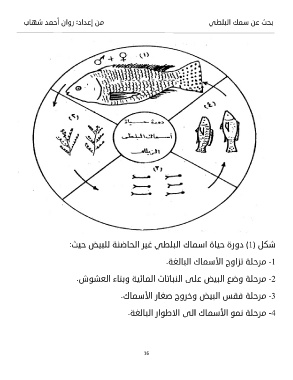 بحث عن سمك البلطي
من إعداد: روان أحمد شهاب
(١)
♂ + ♀
(٢)
(٤)
دورة حياة
أسماك البلطى
(٣)
شكل (1) دورة حياة اسماك البلطي غير الحاضنة للبيض حيث:
1- مرحلة تزاوج الأسماك البالغة.
2- مرحلة وضع البيض على النباتات المائية وبناء العشوش.
3- مرحلة فقس البيض وخروج صغار الأسماك.
4- مرحلة نمو الأسماك الى الاطوار البالغة.
16